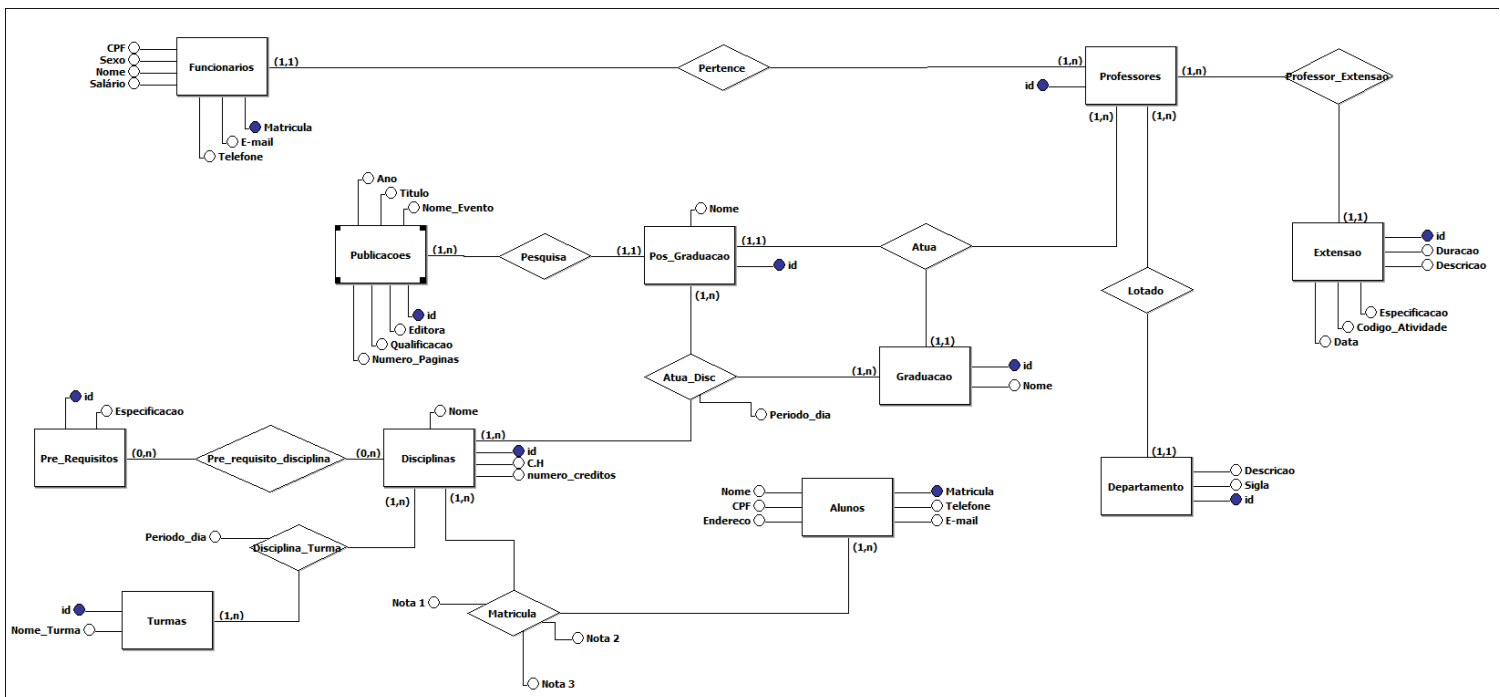 CPF
Sexo
Nome
Salário
Funcionarios
(1,1)
Pertence
(1,n)
Professores
(1,n)
Professor_Extensao
id
(1,n)
(1,n)
Matricula
E-mail
Telefone
Ano
Titulo
Nome_Evento
Nome
Publicacoes
(1,n)
Pesquisa
(1,1)
Pos_Graduacao
(1,1)
Atua
id
(1,n)
(1,1)
Extensao
id
Duracao
Descricao
Lotado
id
Editora
Qualificacao
Numero_Paginas
Especificacao
Codigo_Atividade
Data
(1,1)
Atua_Disc
(1,n)
Graduacao
id
Nome
Periodo_dia
id
Especificacao
Nome
Pre_Requisitos
(0,n)
Pre_requisito_disciplina
(0,n)
Disciplinas
(1,n)
id
C.H
numero_creditos
(1,n)
(1,n)
(1,1)
Departamento
Descricao
Sigla
id
Nome
CPF
Endereco
Alunos
Matricula
Telefone
E-mail
(1,n)
Periodo_dia
Disciplina_Turma
id
Nome_Turma
Turmas
(1,n)
Nota 1
Matricula
Nota 2
Nota 3